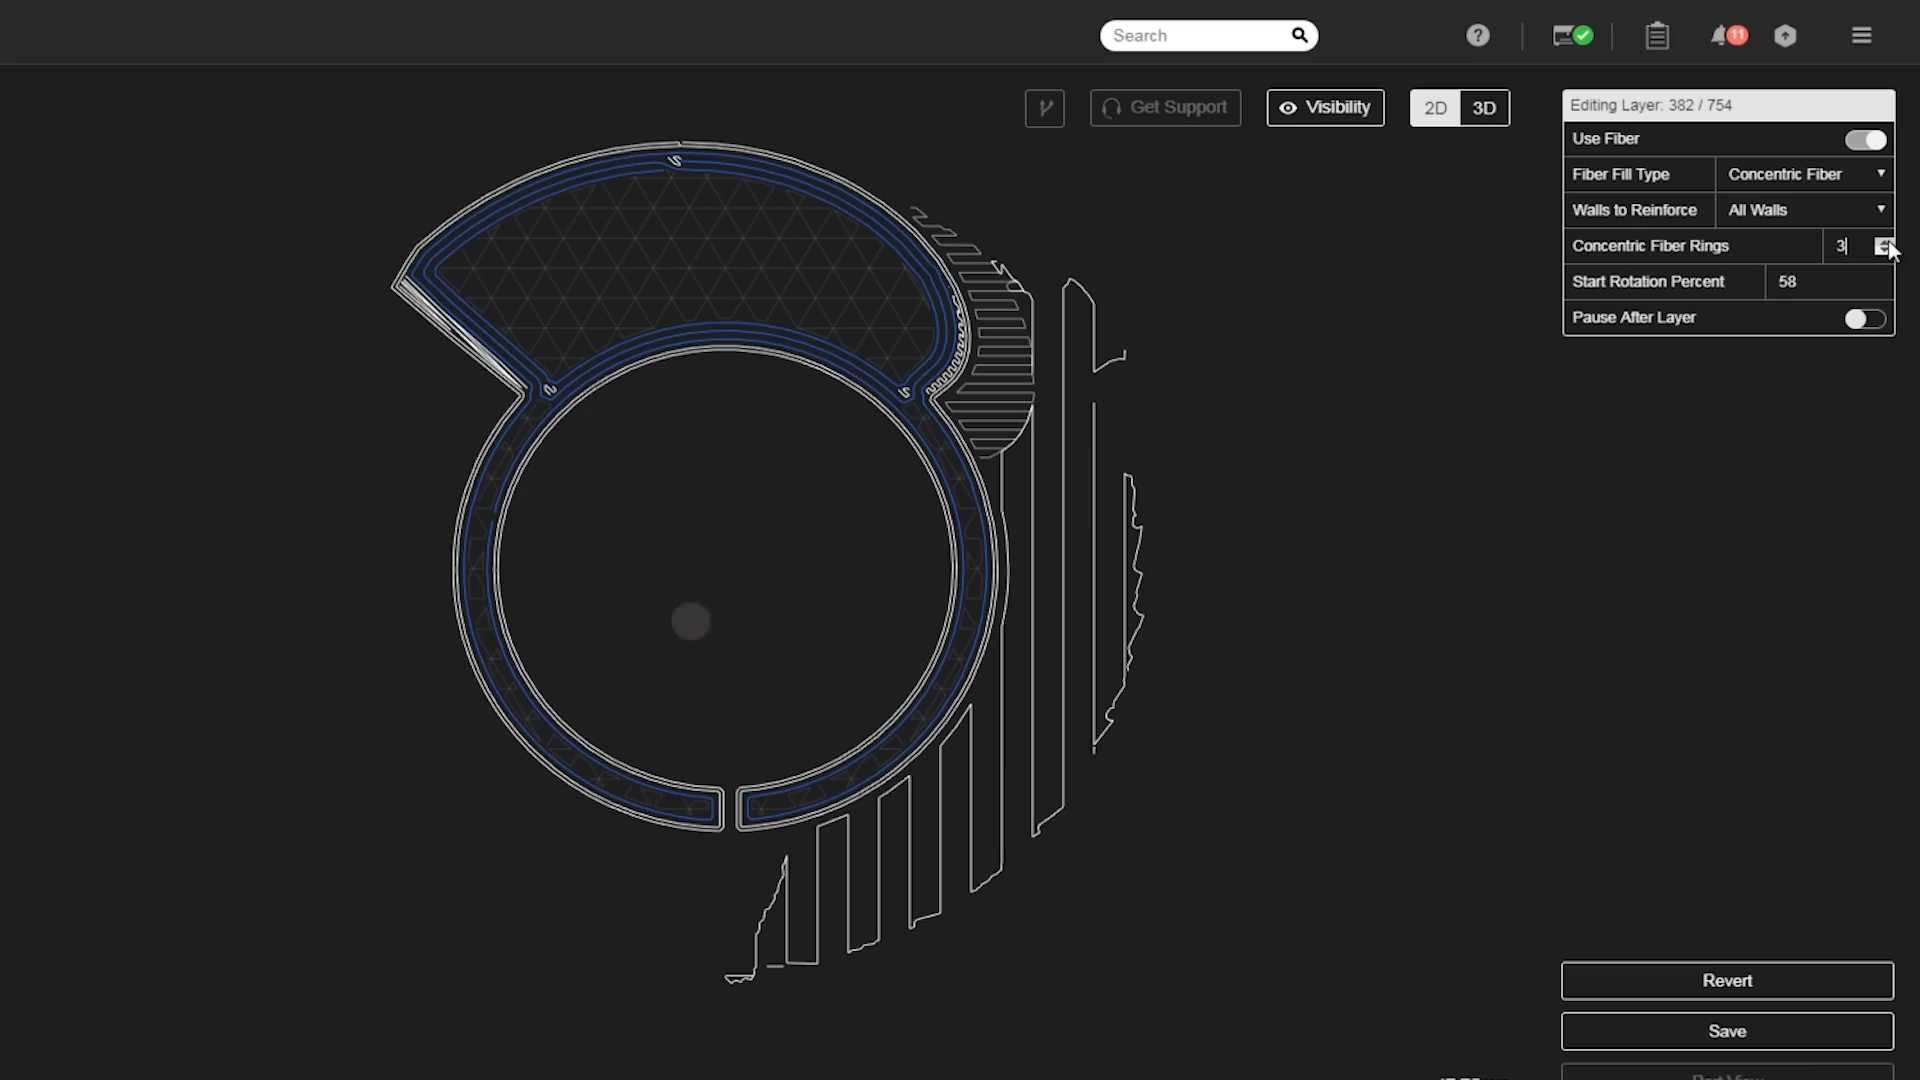 Search
11
Get Support
Visibility
2D
3D
Editing Layer: 382 / 754
Use Fiber
Fiber Fill Type
Concentric Fiber
Walls to Reinforce
All Walls
Concentric Fiber Rings
3
Start Rotation Percent
58
Pause After Layer
Revert
Save